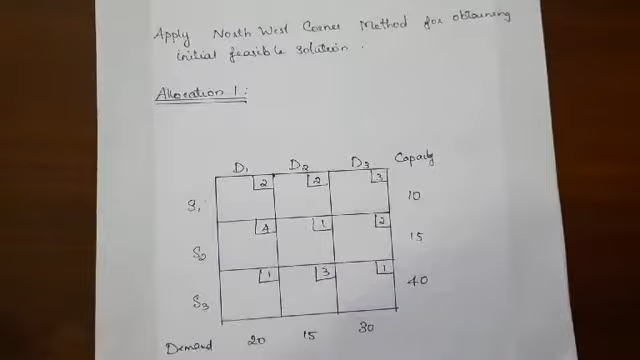 Apply North West Corner Method for obtaining
initial feasible solution.
Allocation 1:
D1 D2 D3 Capacity
S1 2 2 3 10
S2 4 1 2 15
S3 1 3 1 40
Demand 20 15 30